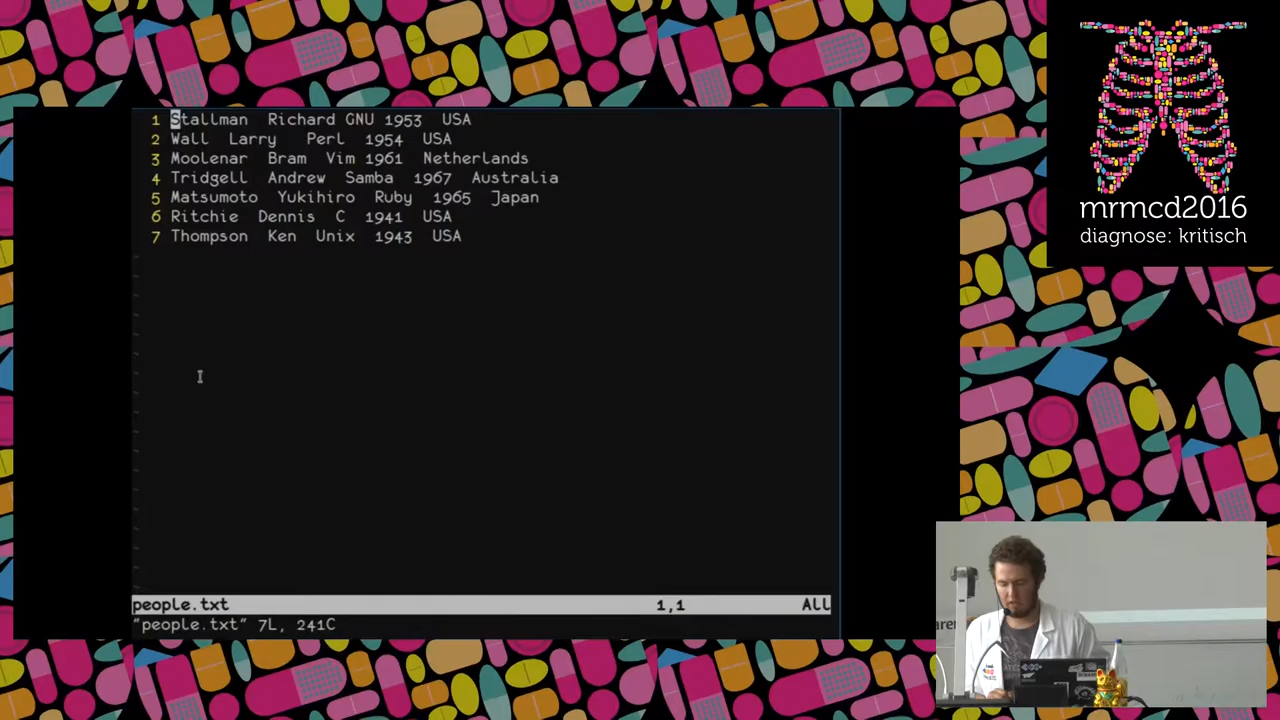 1 Stallman  Richard GNU 1953  USA
2 Wall  Larry   Perl  1954  USA
3 Moolenar  Bram  Vim 1961  Netherlands
4 Tridgell  Andrew  Samba  1967  Australia
5 Matsumoto  Yukihiro  Ruby  1965  Japan
6 Ritchie  Dennis  C  1941  USA
7 Thompson  Ken  Unix  1943  USA
people.txt 1,1 All
"people.txt" 7L, 241C
mrmcd2016
diagnose: kritisch